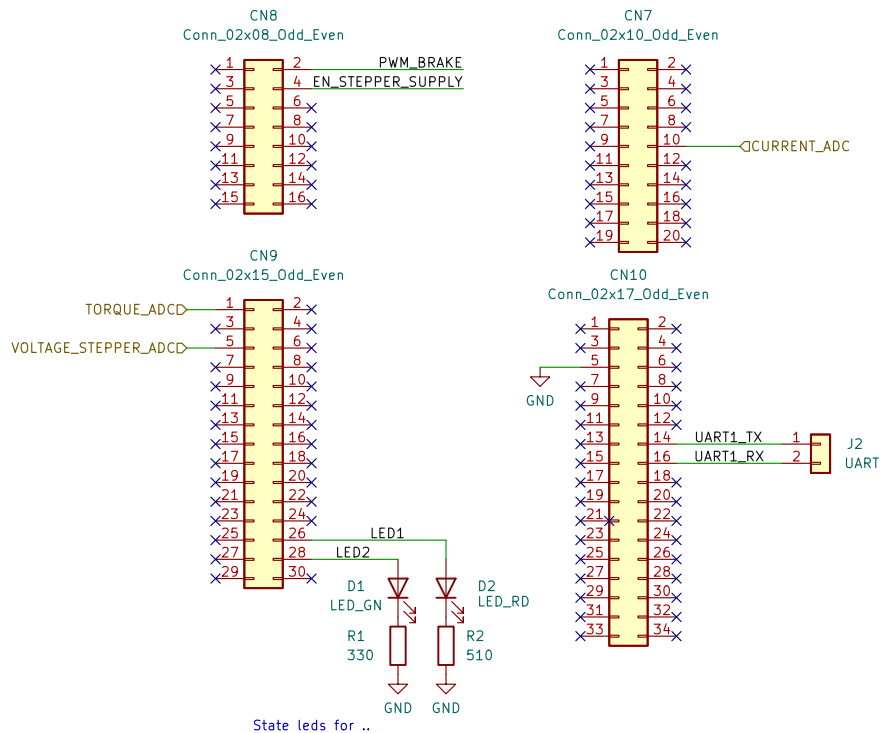 CN8
Conn_02x08_Odd_Even
1 2 PWM_BRAKE
3 4 EN_STEPPER_SUPPLY
5 6
7 8
9 10
11 12
13 14
15 16
CN7
Conn_02x10_Odd_Even
1 2
3 4
5 6
7 8
9 10 CURRENT_ADC
11 12
13 14
15 16
17 18
19 20
CN9
Conn_02x15_Odd_Even
TORQUE_ADC 1 2
3 4
VOLTAGE_STEPPER_ADC 5 6
7 8
9 10
11 12
13 14
15 16
17 18
19 20
21 22
23 24
25 26 LED1
27 28 LED2
29 30
D1
LED_GN
D2
LED_RD
R1
330
R2
510
GND GND
State leds for ..
CN10
Conn_02x17_Odd_Even
1 2
3 4
5 6
GND
7 8
9 10
11 12
13 14 UART1_TX 1
15 16 UART1_RX 2
J2
UART
17 18
19 20
21 22
23 24
25 26
27 28
29 30
31 32
33 34